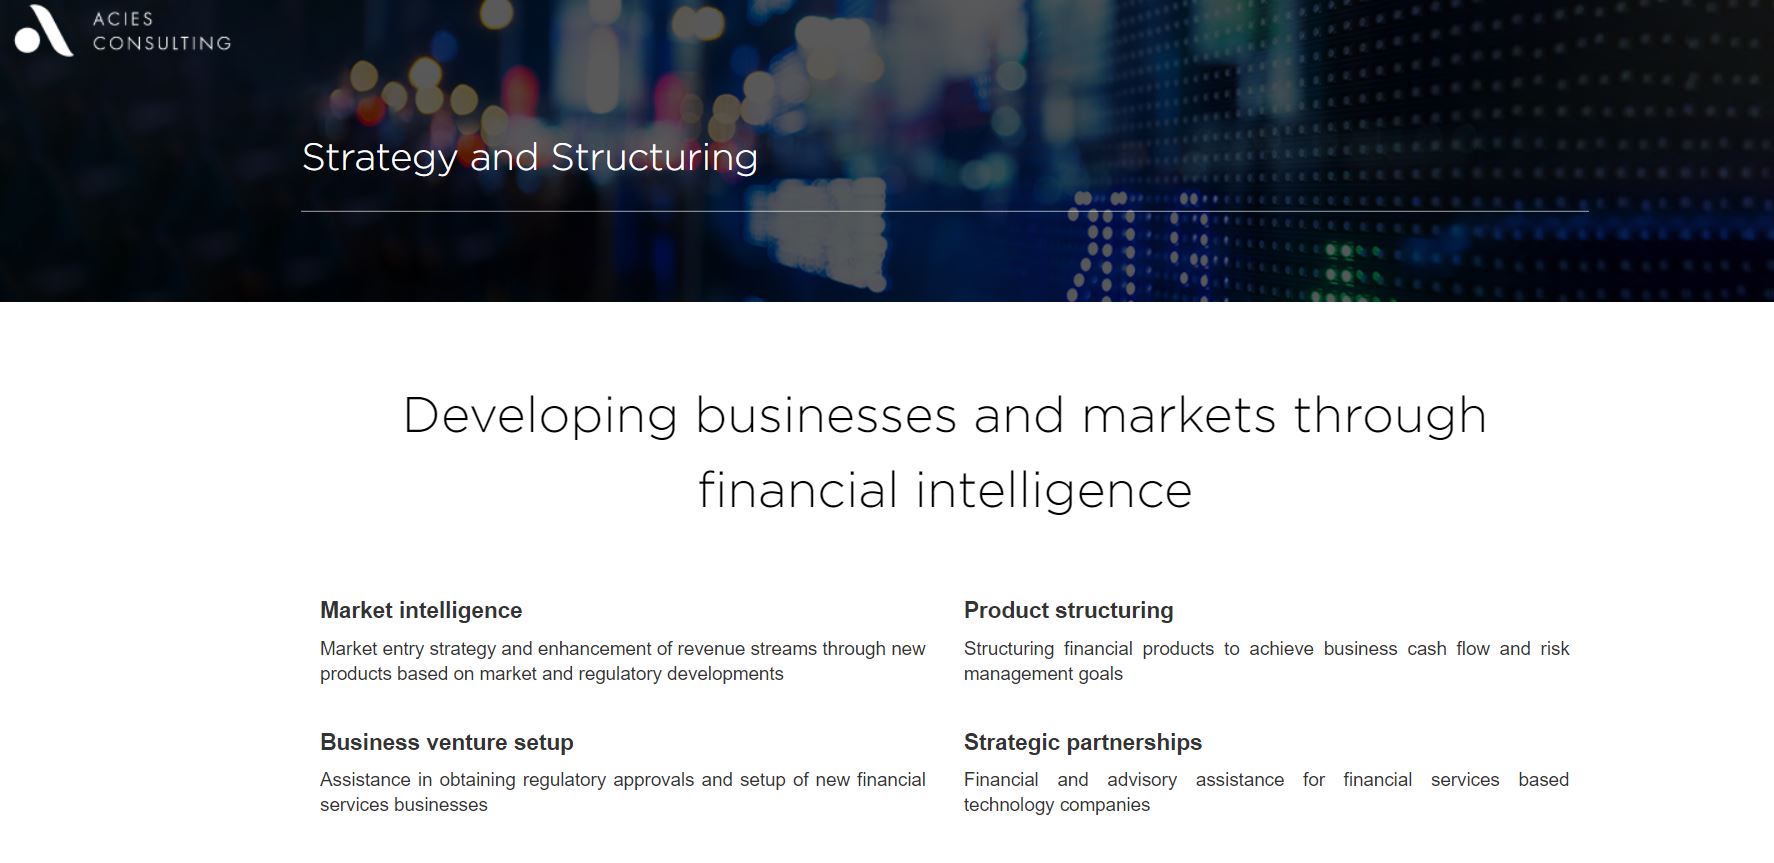 ACIES
CONSULTING
Strategy and Structuring
Developing businesses and markets through
financial intelligence
Market intelligence
Market entry strategy and enhancement of revenue streams through new
products based on market and regulatory developments
Product structuring
Structuring financial products to achieve business cash flow and risk
management goals
Business venture setup
Assistance in obtaining regulatory approvals and setup of new financial
services businesses
Strategic partnerships
Financial and advisory assistance for financial services based
technology companies